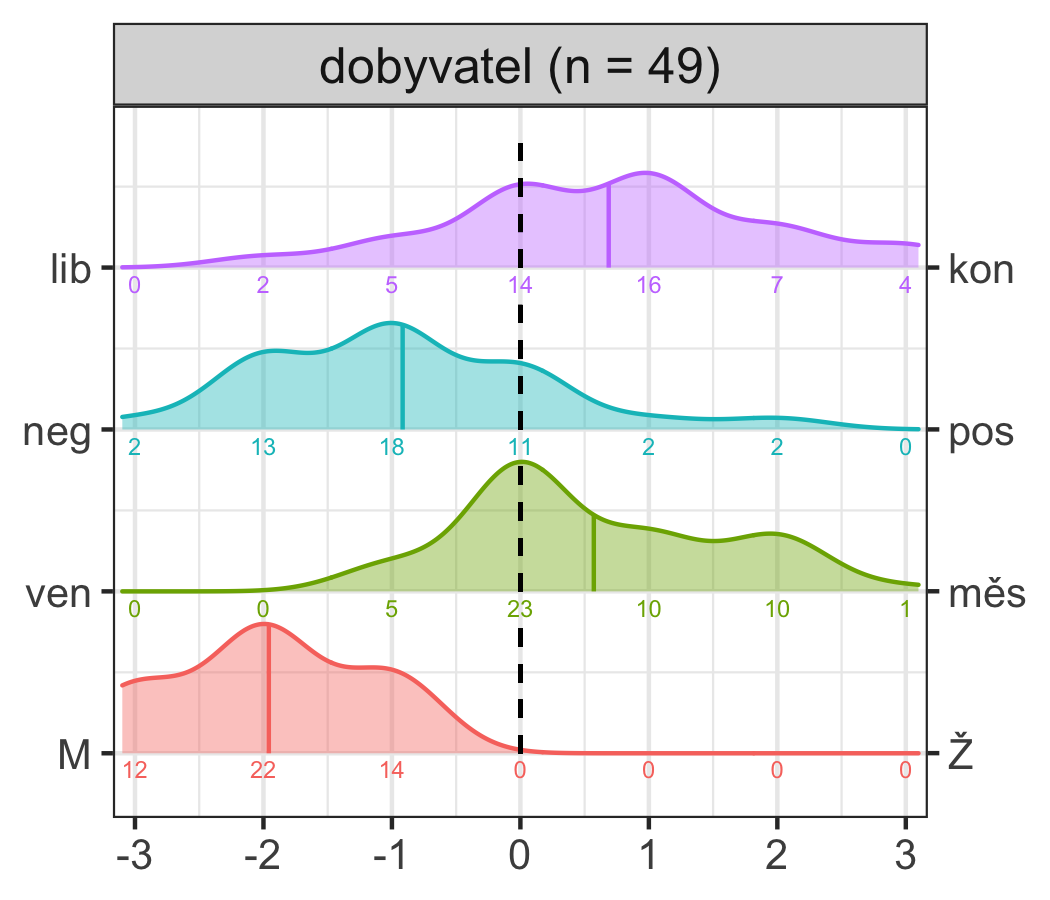 dobyvatel (n = 49)
lib kon
0 2 5 14 16 7 4
neg pos
2 13 18 11 2 2 0
ven měs
0 0 5 23 10 10 1
M Ž
12 22 14 0 0 0 0
-3 -2 -1 0 1 2 3